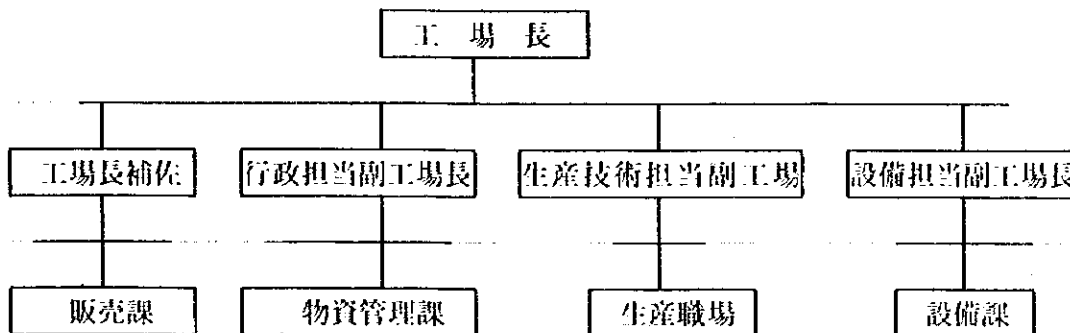 工場長
工場長補佐
行政担当副工場長
生産技術担当副工場
設備担当副工場長
販売課
物資管理課
生産職場
設備課